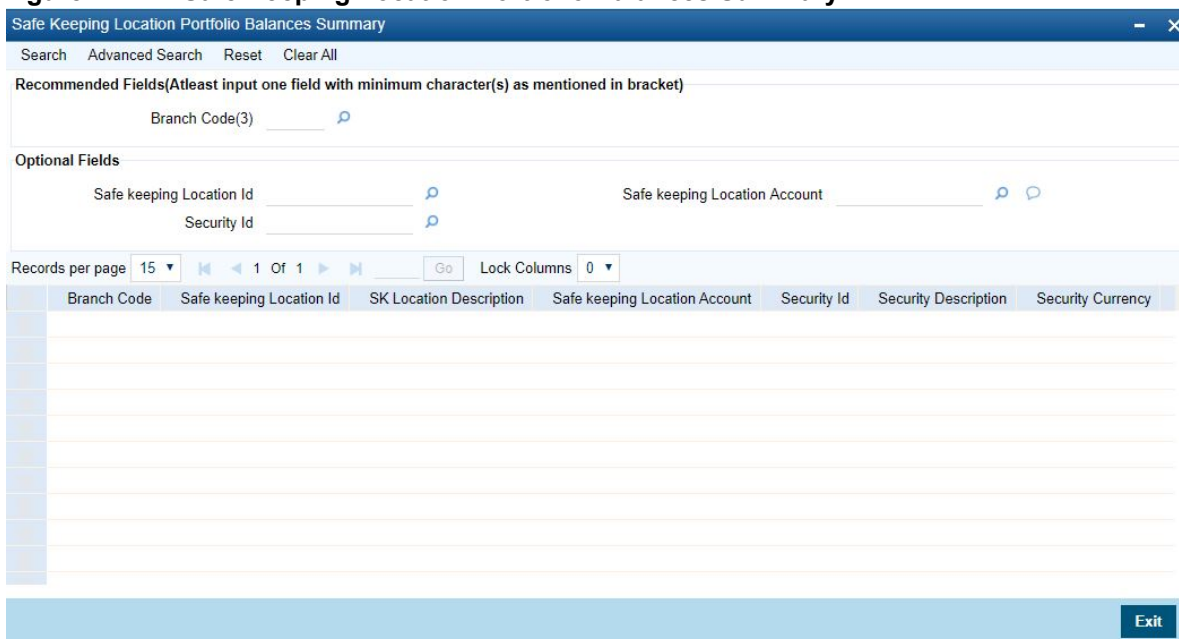 Safe Keeping Location Portfolio Balances Summary
Search Advanced Search Reset Clear All
Recommended Fields(Atleast input one field with minimum character(s) as mentioned in bracket)
Branch Code(3)
Optional Fields
Safe keeping Location Id Safe keeping Location Account
Security Id
Records per page 15 1 Of 1 Go Lock Columns 0
Branch Code Safe keeping Location Id SK Location Description Safe keeping Location Account Security Id Security Description Security Currency
Exit